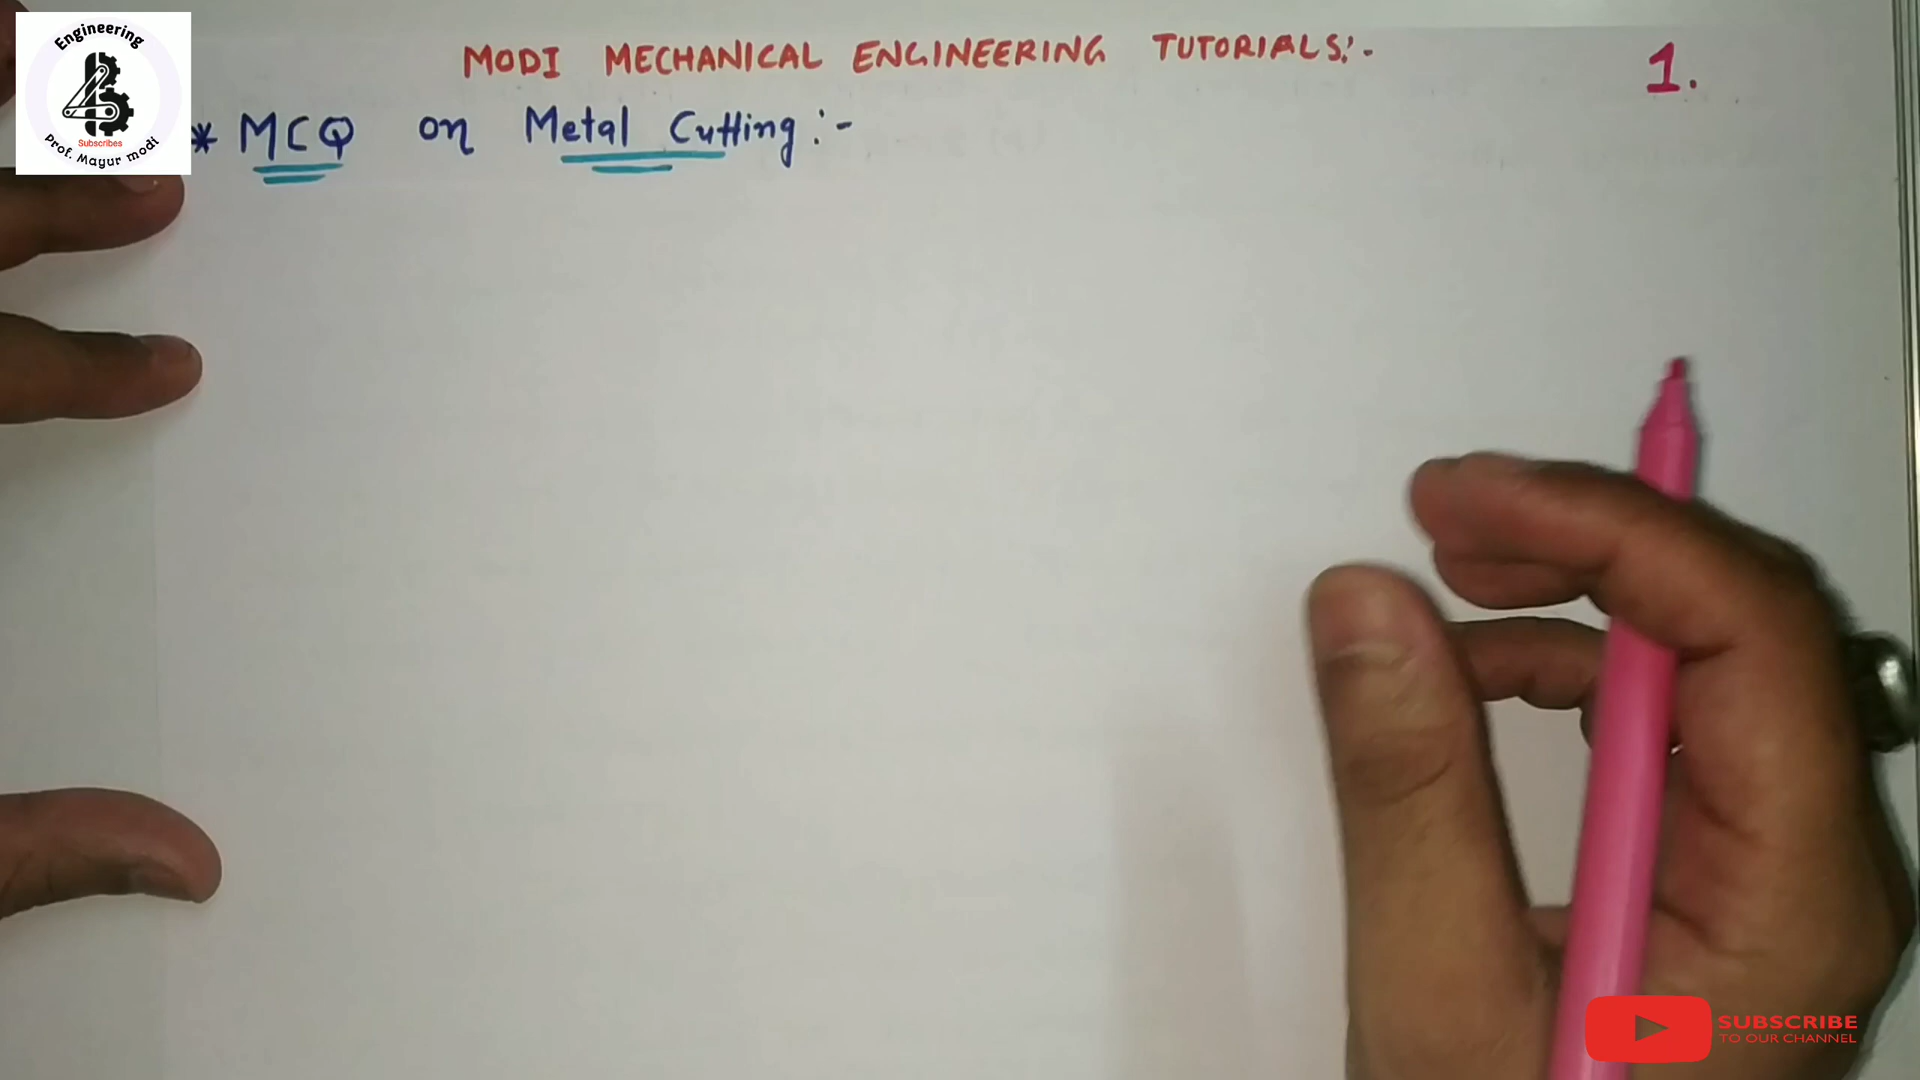 Engineering
Subscribes
Prof. Mayur modi
MODI MECHANICAL ENGINEERING TUTORIALS:-
1.
* MCQ on Metal Cutting:-
SUBSCRIBE
TO OUR CHANNEL